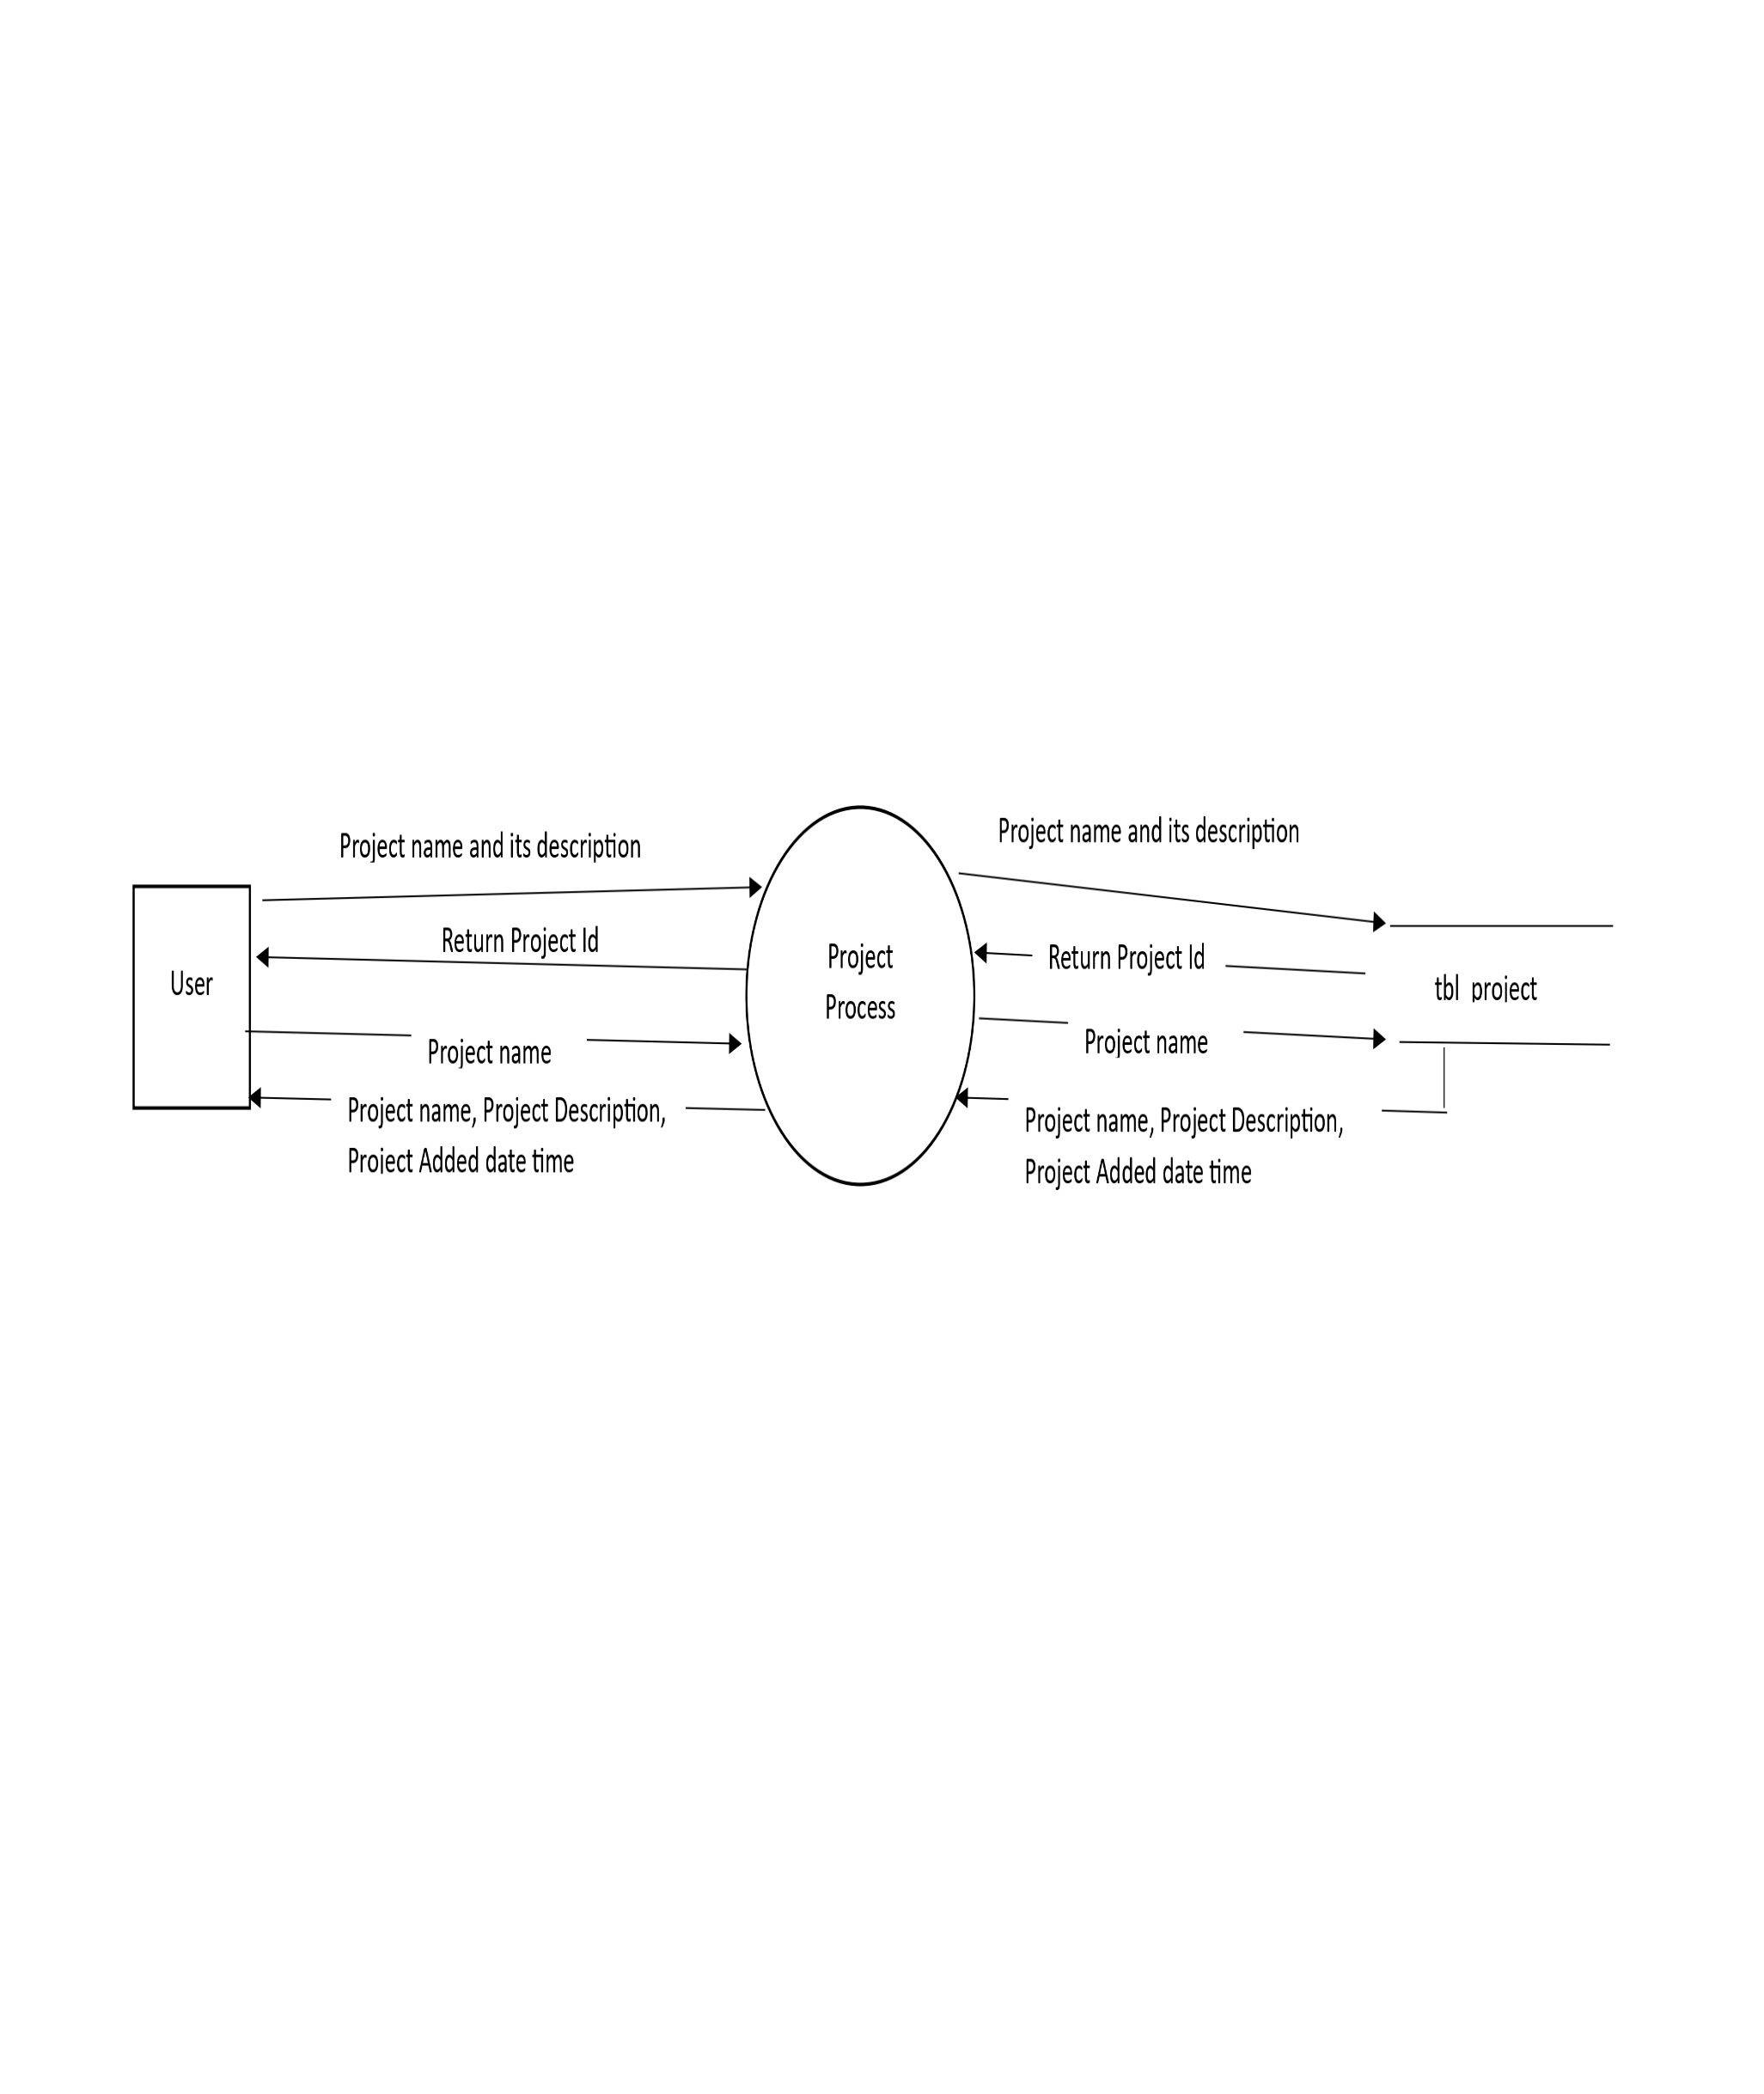 Project name and its description
Project name and its description
Return Project Id
Return Project Id
User
Project
Process
tbl_project
Project name
Project name
Project name, Project Description,
Project Added date time
Project name, Project Description,
Project Added date time